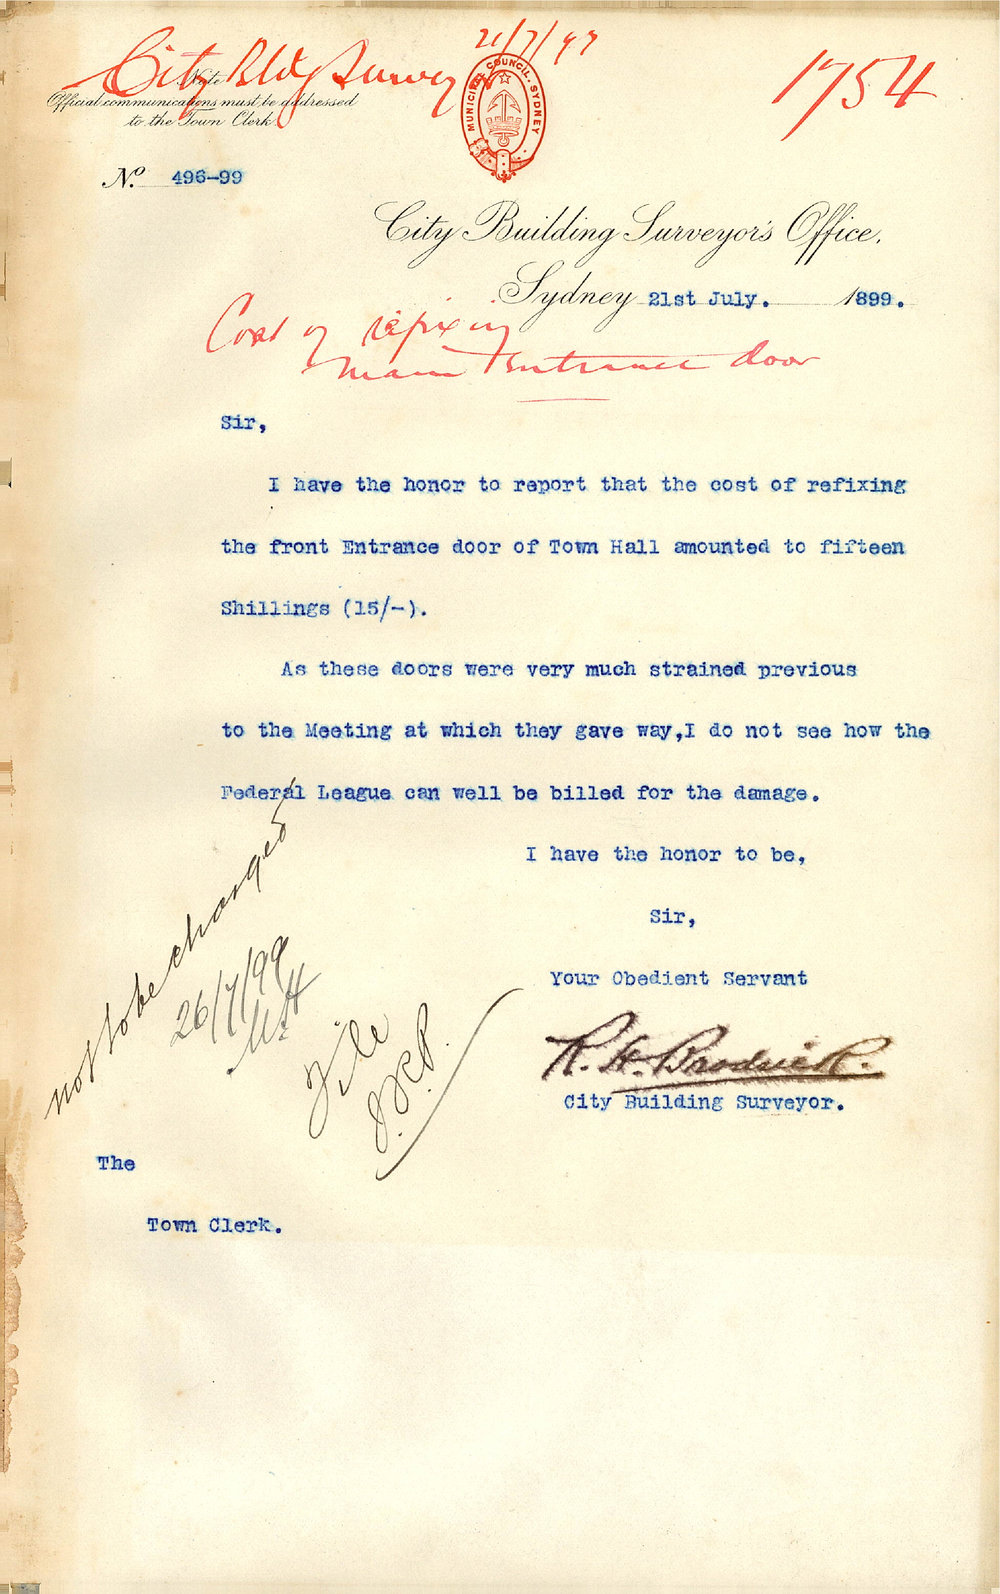 City Bldg Survey
21/7/97
1754
Note
Official communications must be addressed
to the Town Clerk.
MUNICIPAL COUNCIL. SYDNEY
No. 496-99
City Building Surveyor's Office,
Sydney 21st July. 1899.
Cost of refixing
Main Entrance door
Sir,
I have the honor to report that the cost of refixing
the front Entrance door of Town Hall amounted to fifteen
Shillings (15/-).
As these doors were very much strained previous
to the Meeting at which they gave way,I do not see how the
Federal League can well be billed for the damage.
I have the honor to be,
Sir,
Your Obedient Servant
R. H. Brodrick.
City Building Surveyor.
not to be charged
26/7/99
File
The
Town Clerk.